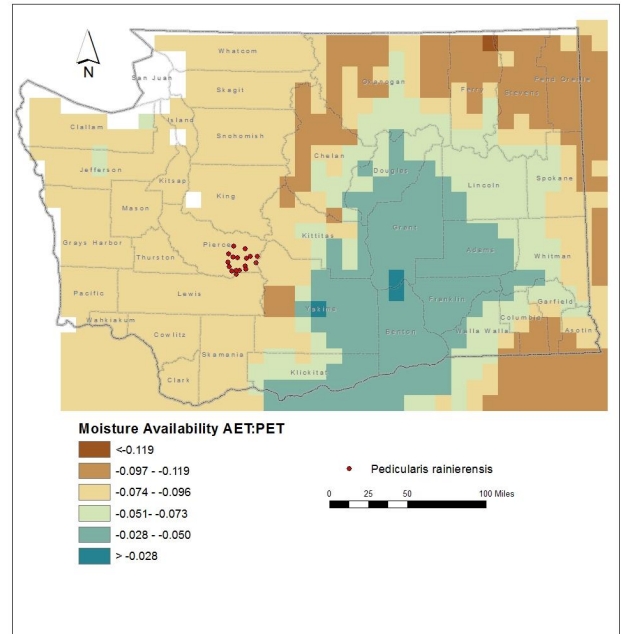 N
Whatcom
San Juan
Skagit
Okanogan
Ferry
Stevens
Pend Oreille
Island
Clallam
Snohomish
Jefferson
Chelan
Douglas
Kitsap
King
Lincoln
Spokane
Mason
Grant
Kittitas
Grays Harbor
Pierce
Thurston
Adams
Whitman
Pacific
Lewis
Yakima
Franklin
Garfield
Wahkiakum
Cowlitz
Benton
Walla Walla
Columbia
Asotin
Skamania
Klickitat
Clark
Moisture Availability AET:PET
<-0.119
-0.097 - -0.119
-0.074 - -0.096
-0.051- -0.073
-0.028 - -0.050
> -0.028
Pedicularis rainierensis
0 25 50 100 Miles